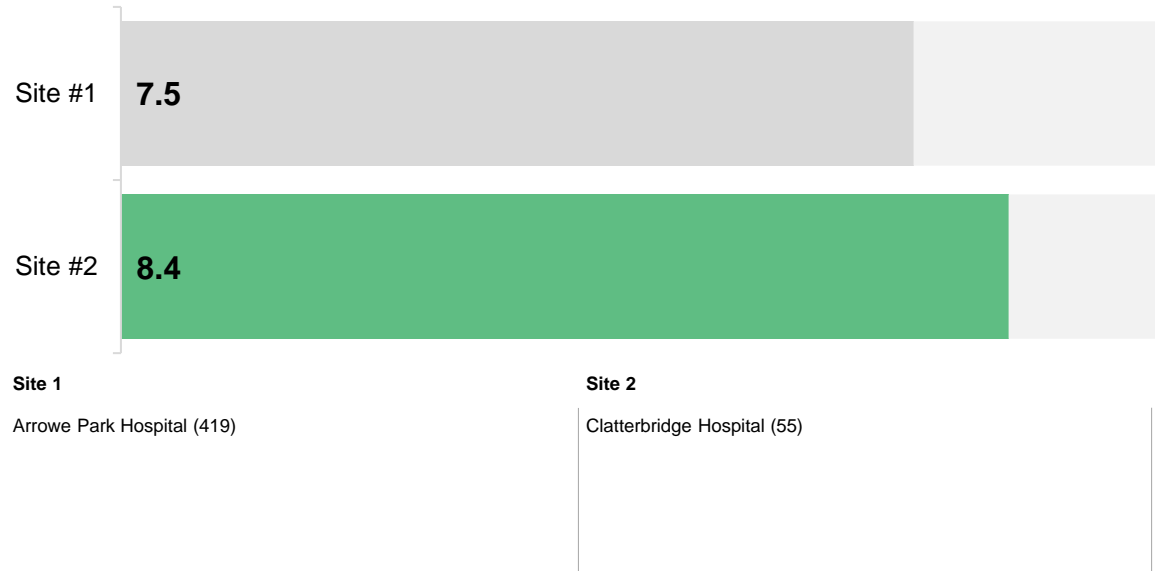 Site #1
7.5
Site #2
8.4
Site 1
Site 2
Arrowe Park Hospital (419)
Clatterbridge Hospital (55)